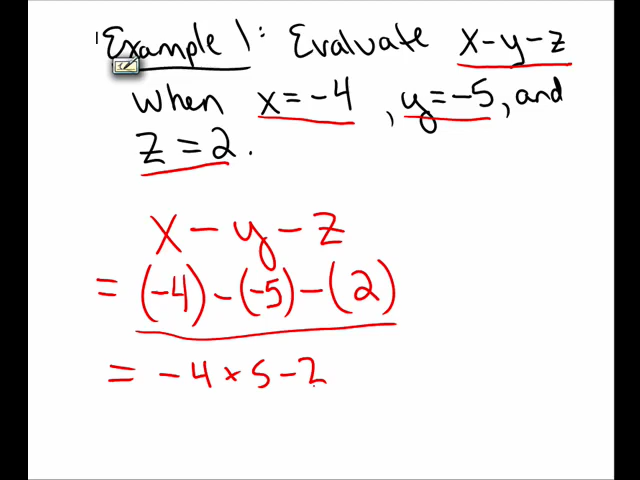 Example 1: Evaluate x-y-z
when x=-4, y=-5, and
z=2.
x-y-z
= (-4)-(-5)-(2)
= -4+5-2